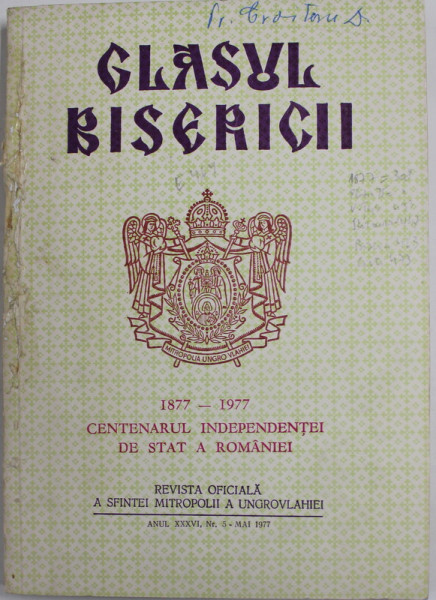 GLASUL
BISERICII
MITROPOLIA UNGRO VLAHIEI
1877 — 1977
CENTENARUL INDEPENDENȚEI
DE STAT A ROMÂNIEI
REVISTA OFICIALĂ
A SFINTEI MITROPOLII A UNGROVLAHIEI
ANUL XXXVI, Nr. 5 - MAI 1977